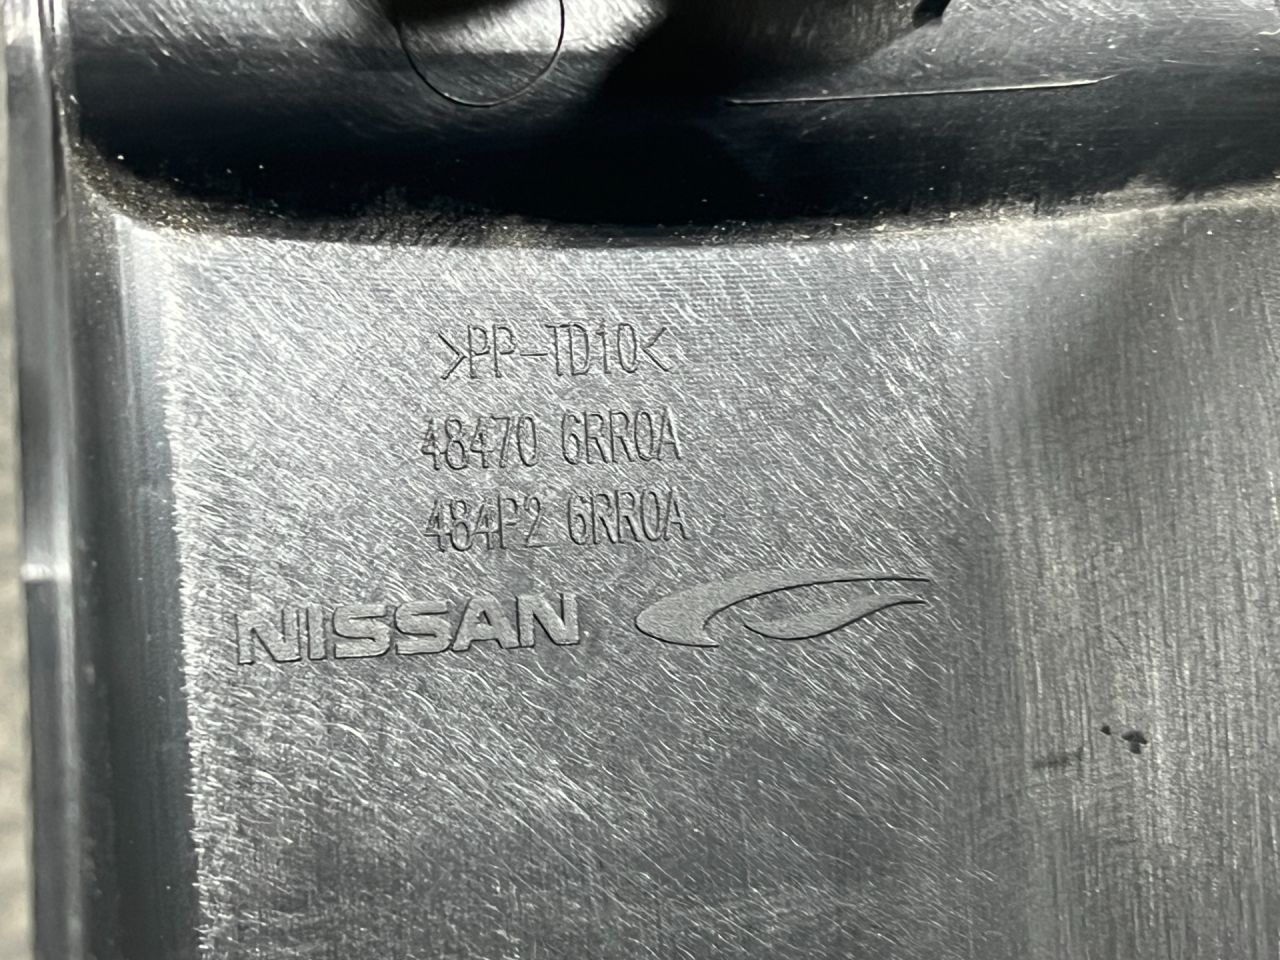 >PP-TD10<
48470 6RR0A
484P2 6RR0A
NISSAN